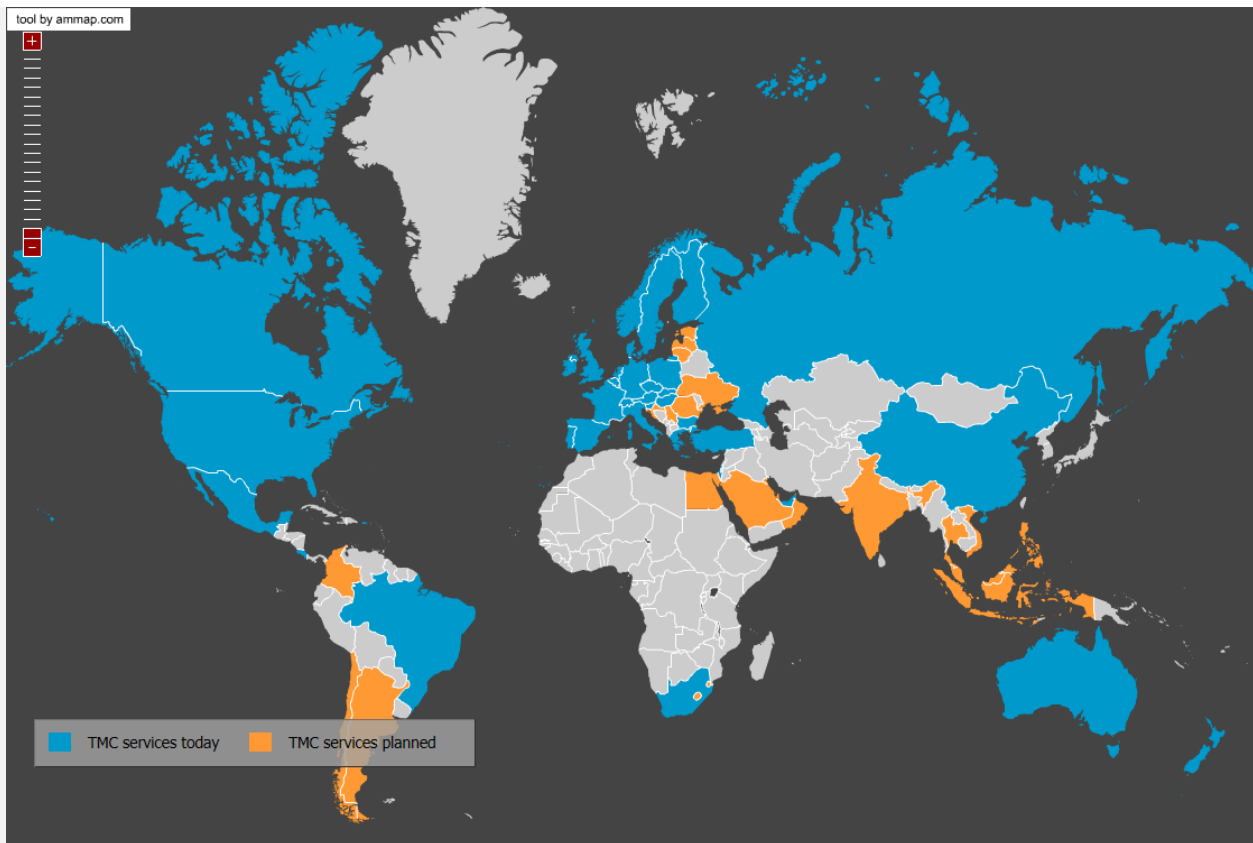 tool by ammap.com
+
−
TMC services today
TMC services planned